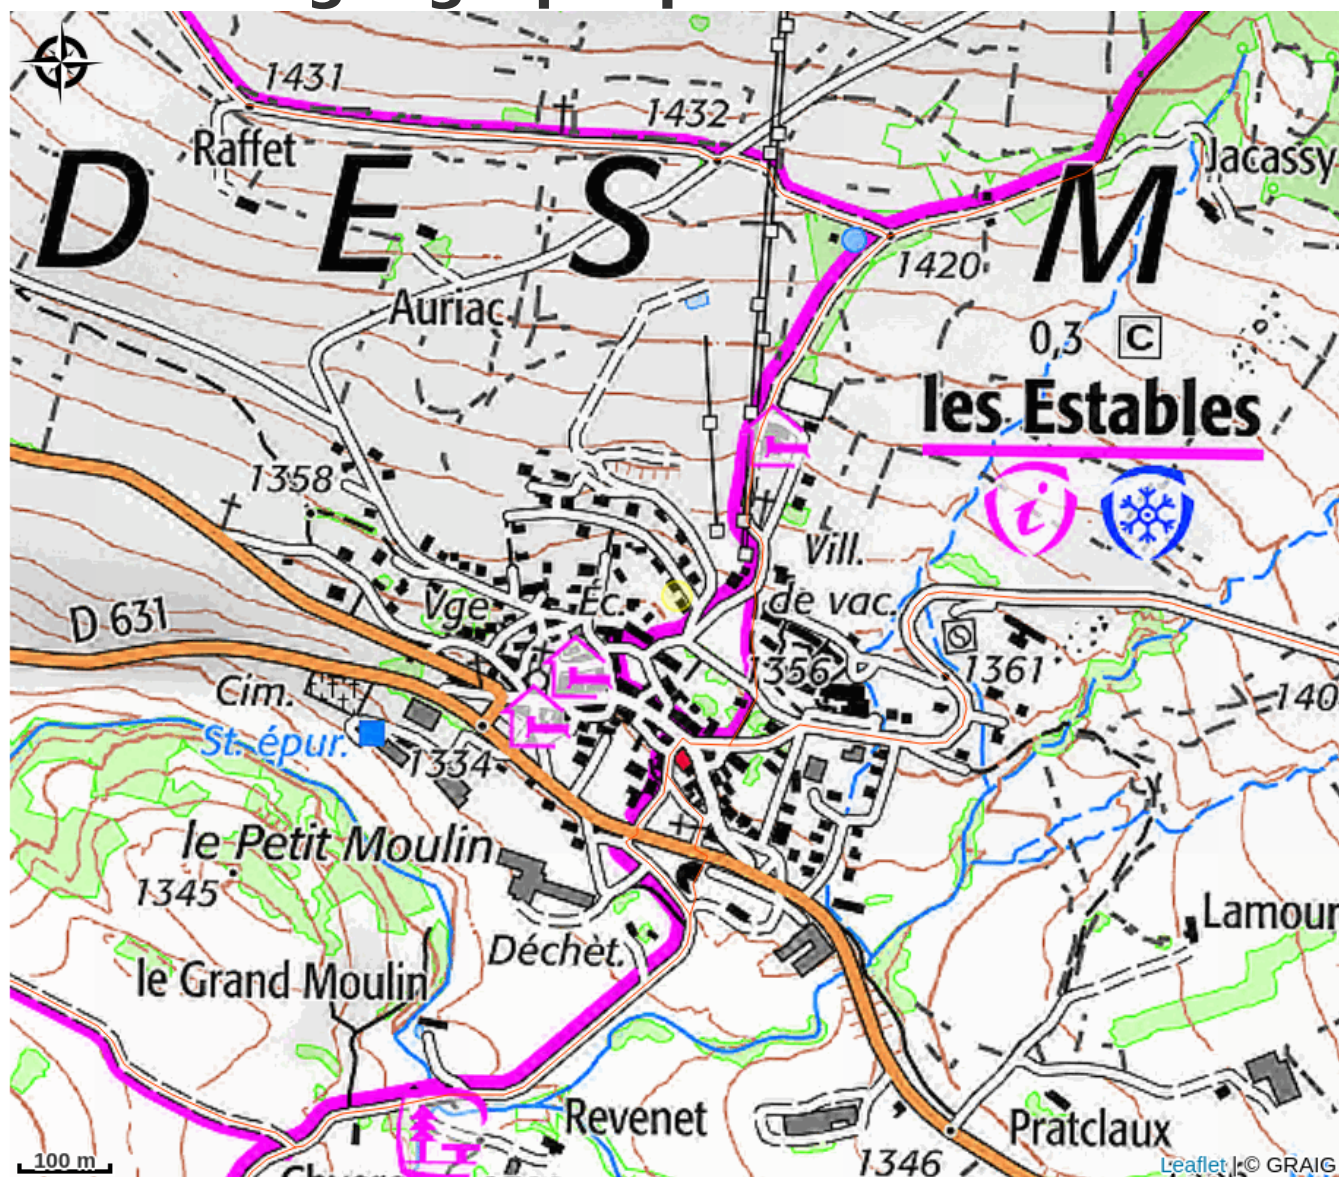 1431
1432
Raffet
Jacassy
D E S M
1420
Auriac
0,3 C
les Estables
1358
i
Vill.
de vac.
Vge
Éc.
D 631
1356
1361
Cim.
140
St. épur.
1334
le Petit Moulin
1345
Lamour
Déchèt.
le Grand Moulin
Revenet
Pratclaux
1346
100 m
Leaflet | © GRAIG